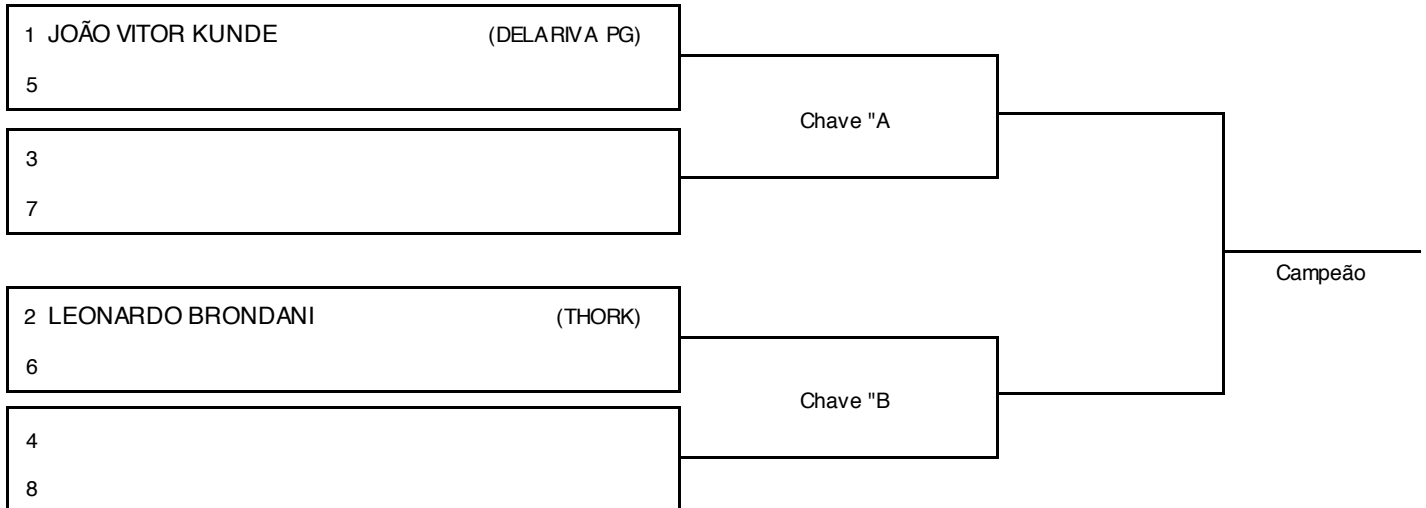 1 JOÃO VITOR KUNDE (DELARIVA PG)
5
Chave "A
3
7
Campeão
2 LEONARDO BRONDANI (THORK)
6
Chave "B
4
8